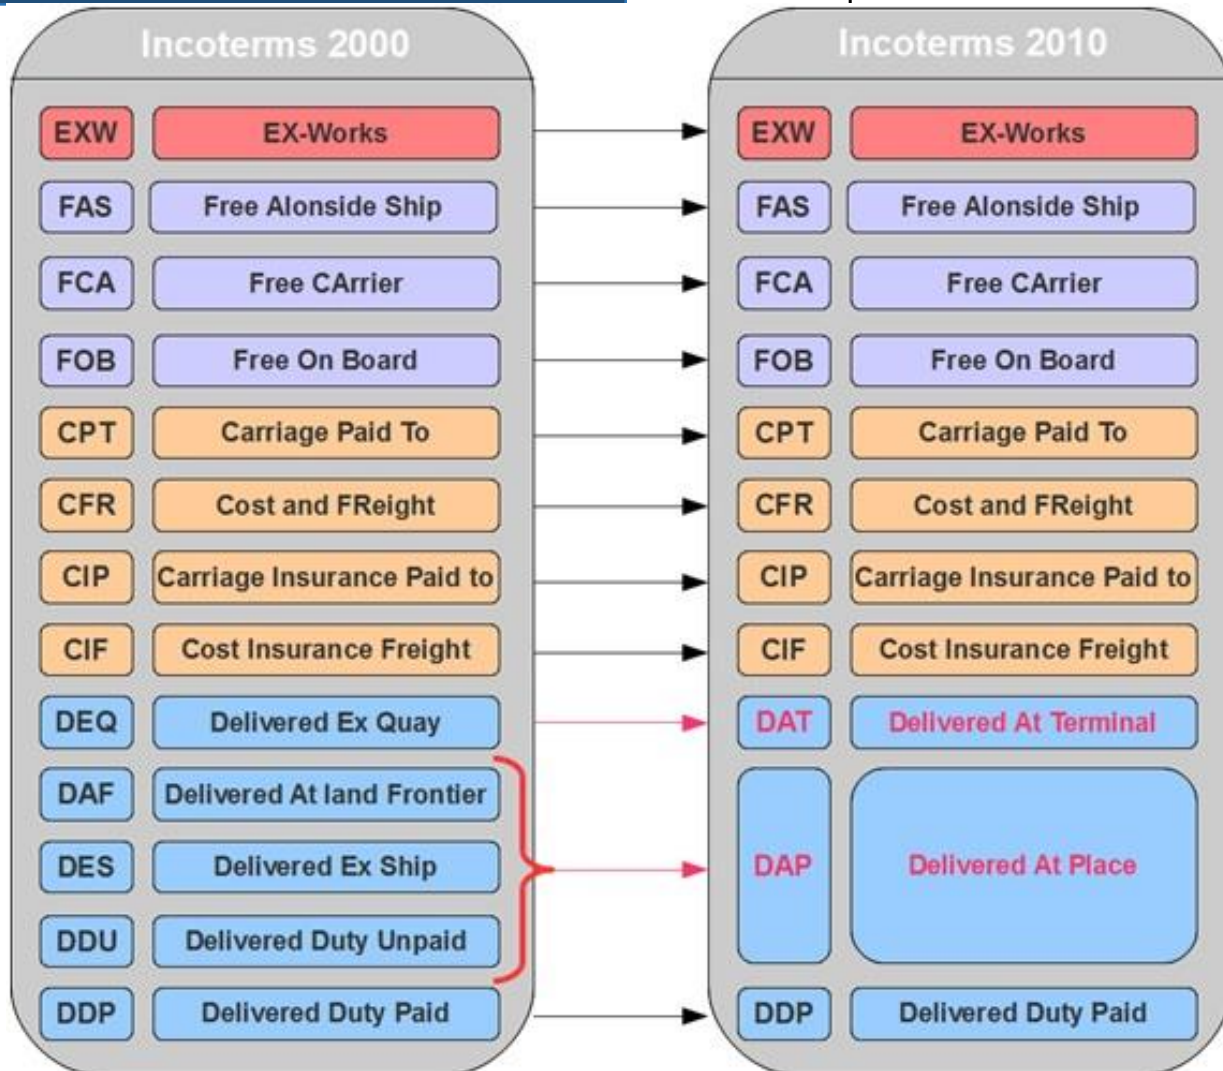 Incoterms 2000
EXW EX-Works
FAS Free Alonside Ship
FCA Free CArrier
FOB Free On Board
CPT Carriage Paid To
CFR Cost and FReight
CIP Carriage Insurance Paid to
CIF Cost Insurance Freight
DEQ Delivered Ex Quay
DAF Delivered At land Frontier
DES Delivered Ex Ship
DDU Delivered Duty Unpaid
DDP Delivered Duty Paid
Incoterms 2010
EXW EX-Works
FAS Free Alonside Ship
FCA Free CArrier
FOB Free On Board
CPT Carriage Paid To
CFR Cost and FReight
CIP Carriage Insurance Paid to
CIF Cost Insurance Freight
DAT Delivered At Terminal
DAP Delivered At Place
DDP Delivered Duty Paid